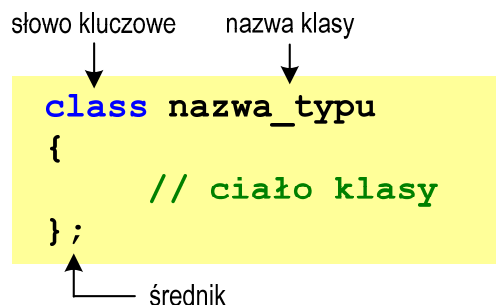 słowo kluczowe nazwa klasy
class nazwa_typu
{
// ciało klasy
};
średnik